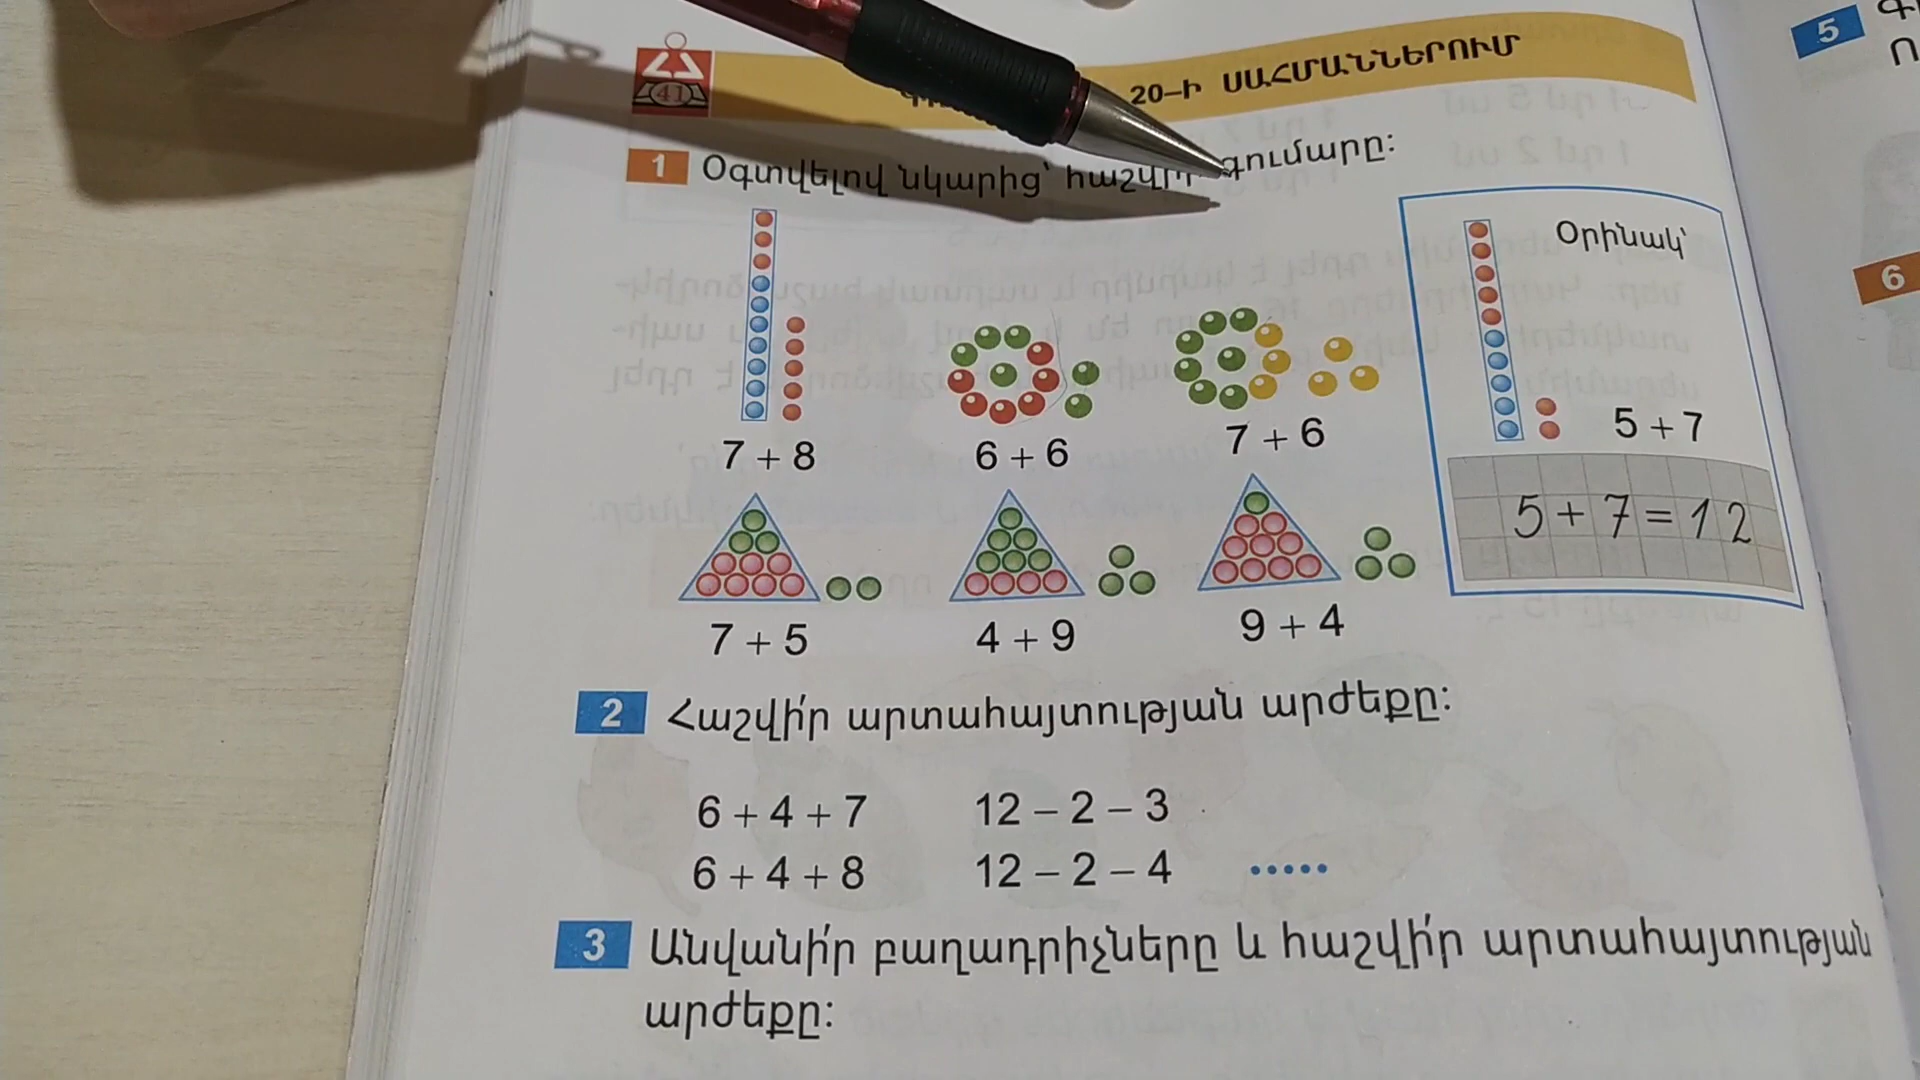 41
20–Ի ՍԱՀՄԱՆՆԵՐՈՒՄ
1 Օգտվելով նկարից՝ հաշվիր գումարը:
Օրինակ՝
7 + 8
6 + 6
7 + 6
5 + 7
5 + 7 = 12
7 + 5
4 + 9
9 + 4
2 Հաշվի՛ր արտահայտության արժեքը:
6 + 4 + 7 12 – 2 – 3
6 + 4 + 8 12 – 2 – 4 .....
3 Անվանի՛ր բաղադրիչները և հաշվի՛ր արտահայտության
արժեքը:
5
6